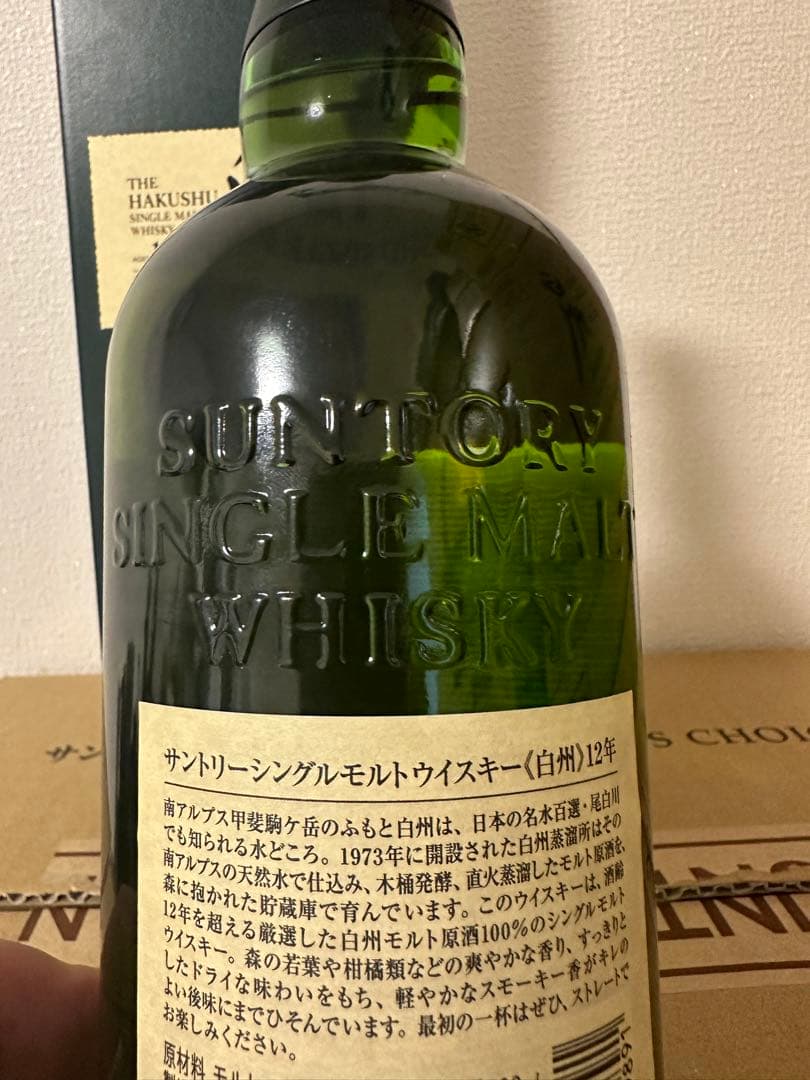 THE
HAKUSHU
SINGLE MAL
WHISKY
SUNTORY
SINGLE MALT
WHISKY
サン
S CHOI
サントリーシングルモルトウイスキー《白州》12年
南アルプス甲斐駒ケ岳のふもと白州は、日本の名水百選・尾白川
でも知られる水どころ。1973年に開設された白州蒸溜所はその
南アルプスの天然水で仕込み、木桶発酵、直火蒸溜したモルト原酒を、
森に抱かれた貯蔵庫で育んでいます。このウイスキーは、酒齢
12年を超える厳選した白州モルト原酒100%のシングルモルト
ウイスキー。森の若葉や柑橘類などの爽やかな香り、すっきりと
したドライな味わいをもち、軽やかなスモーキー香がキレの
よい後味にまでひそんでいます。最初の一杯はぜひ、ストレートで
お楽しみください。
原材料 モル
891